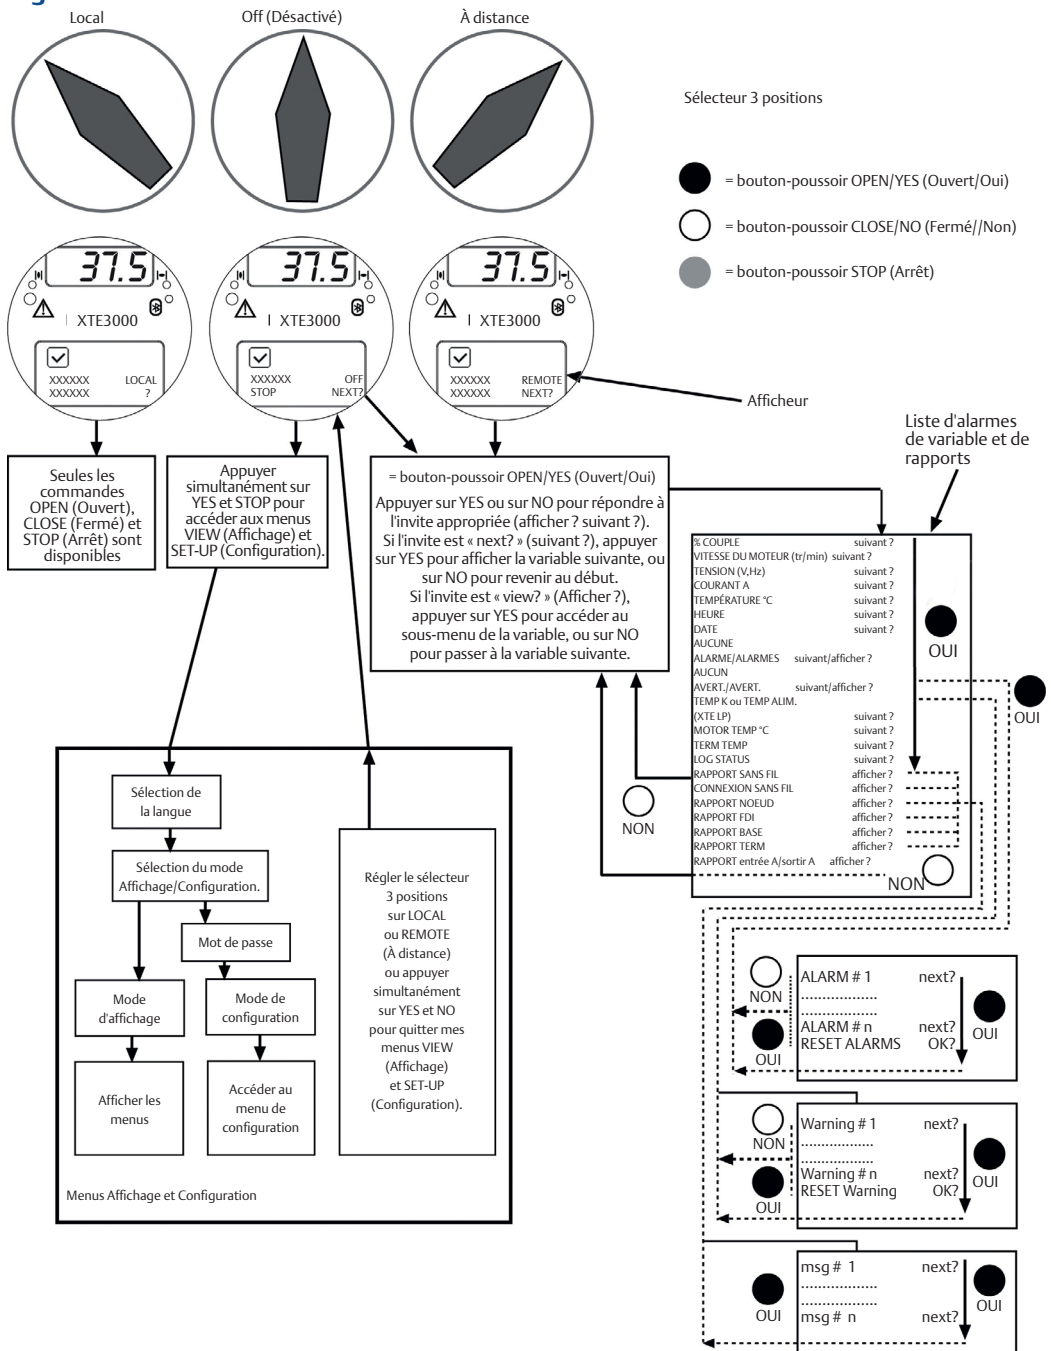 Local
Off (Désactivé)
À distance
Sélecteur 3 positions
= bouton-poussoir OPEN/YES (Ouvert/Oui)
= bouton-poussoir CLOSE/NO (Fermé//Non)
= bouton-poussoir STOP (Arrêt)
37.5
XTE3000
XXXXXX LOCAL
XXXXXX ?
37.5
XTE3000
XXXXXX OFF
STOP NEXT?
37.5
XTE3000
XXXXXX REMOTE
XXXXXX NEXT?
Afficheur
Liste d'alarmes
de variable et de
rapports
Seules les
commandes
OPEN (Ouvert),
CLOSE (Fermé) et
STOP (Arrêt) sont
disponibles
Appuyer
simultanément sur
YES et STOP pour
accéder aux menus
VIEW (Affichage) et
SET-UP (Configuration).
= bouton-poussoir OPEN/YES (Ouvert/Oui)
Appuyer sur YES ou sur NO pour répondre à
l'invite appropriée (afficher ? suivant ?).
Si l'invite est « next? » (suivant ?), appuyer
sur YES pour afficher la variable suivante, ou
sur NO pour revenir au début.
Si l'invite est « view? » (Afficher ?),
appuyer sur YES pour accéder au
sous-menu de la variable, ou sur NO
pour passer à la variable suivante.
% COUPLE suivant ?
VITESSE DU MOTEUR (tr/min) suivant ?
TENSION (V,Hz) suivant ?
COURANT A suivant ?
TEMPÉRATURE °C suivant ?
HEURE suivant ?
DATE suivant ?
AUCUNE
ALARME/ALARMES suivant/afficher ?
AUCUN
AVERT./AVERT. suivant/afficher ?
TEMP K ou TEMP ALIM.
(XTE LP) suivant ?
MOTOR TEMP °C suivant ?
TERM TEMP suivant ?
LOG STATUS suivant ?
RAPPORT SANS FIL afficher ?
CONNEXION SANS FIL afficher ?
RAPPORT NOEUD afficher ?
RAPPORT FDI afficher ?
RAPPORT BASE afficher ?
RAPPORT TERM afficher ?
RAPPORT entrée A/sortir A afficher ?
OUI
OUI
NON
NON
Sélection de
la langue
Sélection du mode
Affichage/Configuration.
Mot de passe
Mode
d'affichage
Mode de
configuration
Afficher les
menus
Accéder au
menu de
configuration
Régler le sélecteur
3 positions
sur LOCAL
ou REMOTE
(À distance)
ou appuyer
simultanément
sur YES et NO
pour quitter mes
menus VIEW
(Affichage)
et SET-UP
(Configuration).
Menus Affichage et Configuration
NON
OUI
ALARM # 1 next?
...................
ALARM # n next?
RESET ALARMS OK?
OUI
NON
OUI
Warning # 1 next?
..................
..................
Warning # n next?
RESET Warning OK?
OUI
OUI
msg # 1 next?
...................
...................
msg # n next?
OUI